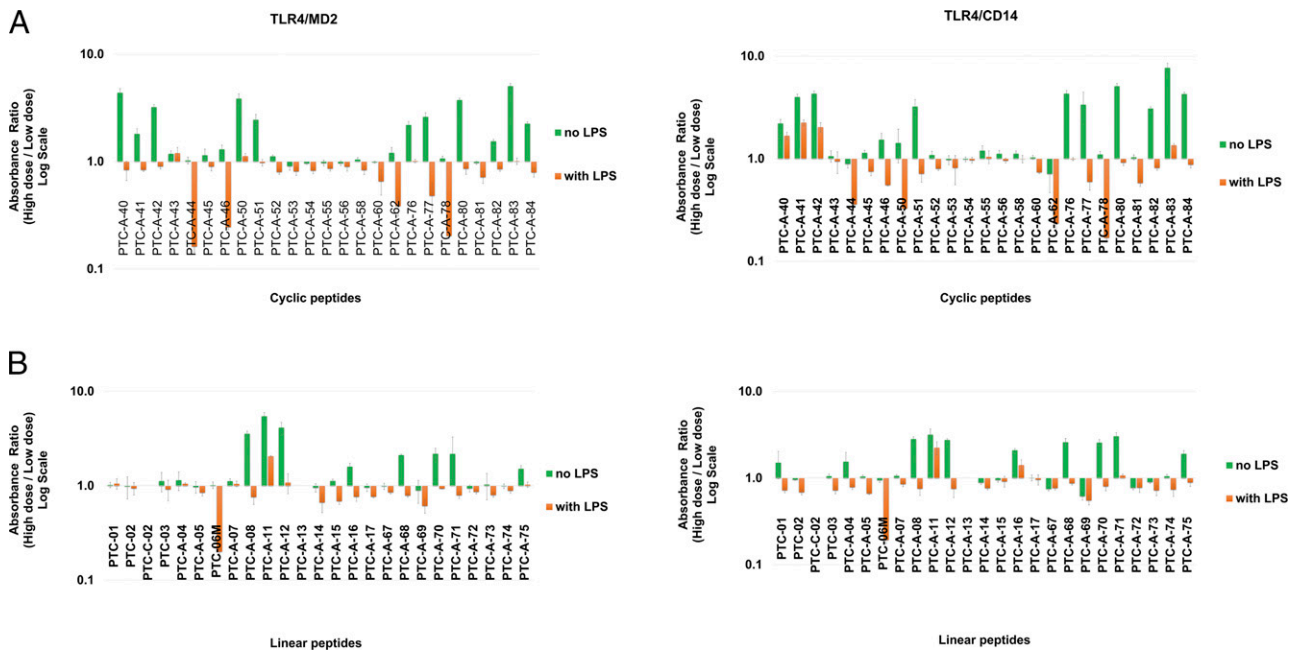 A
TLR4/MD2
Absorbance Ratio
(High dose / Low dose)
Log Scale
10.0
1.0
0.1
no LPS
with LPS
PTC-A-40
PTC-A-41
PTC-A-42
PTC-A-43
PTC-A-44
PTC-A-45
PTC-A-46
PTC-A-50
PTC-A-51
PTC-A-52
PTC-A-53
PTC-A-54
PTC-A-55
PTC-A-56
PTC-A-58
PTC-A-60
PTC-A-62
PTC-A-76
PTC-A-77
PTC-A-78
PTC-A-80
PTC-A-81
PTC-A-82
PTC-A-83
PTC-A-84
Cyclic peptides
TLR4/CD14
Absorbance Ratio
(High dose / Low dose)
Log Scale
10.0
1.0
0.1
no LPS
with LPS
PTC-A-40
PTC-A-41
PTC-A-42
PTC-A-43
PTC-A-44
PTC-A-45
PTC-A-46
PTC-A-50
PTC-A-51
PTC-A-52
PTC-A-53
PTC-A-54
PTC-A-55
PTC-A-56
PTC-A-58
PTC-A-60
PTC-A-62
PTC-A-76
PTC-A-77
PTC-A-78
PTC-A-80
PTC-A-81
PTC-A-82
PTC-A-83
PTC-A-84
Cyclic peptides
B
Absorbance Ratio
(High dose / Low dose)
Log Scale
10.0
1.0
0.1
no LPS
with LPS
PTC-01
PTC-02
PTC-C-02
PTC-03
PTC-A-04
PTC-A-05
PTC-06M
PTC-A-07
PTC-A-08
PTC-A-11
PTC-A-12
PTC-A-13
PTC-A-14
PTC-A-15
PTC-A-16
PTC-A-17
PTC-A-67
PTC-A-68
PTC-A-69
PTC-A-70
PTC-A-71
PTC-A-72
PTC-A-73
PTC-A-74
PTC-A-75
Linear peptides
Absorbance Ratio
(High dose / Low dose)
Log Scale
10.0
1.0
0.1
no LPS
with LPS
PTC-01
PTC-02
PTC-C-02
PTC-03
PTC-A-04
PTC-A-05
PTC-06M
PTC-A-07
PTC-A-08
PTC-A-11
PTC-A-12
PTC-A-13
PTC-A-14
PTC-A-15
PTC-A-16
PTC-A-17
PTC-A-67
PTC-A-68
PTC-A-69
PTC-A-70
PTC-A-71
PTC-A-72
PTC-A-73
PTC-A-74
PTC-A-75
Linear peptides